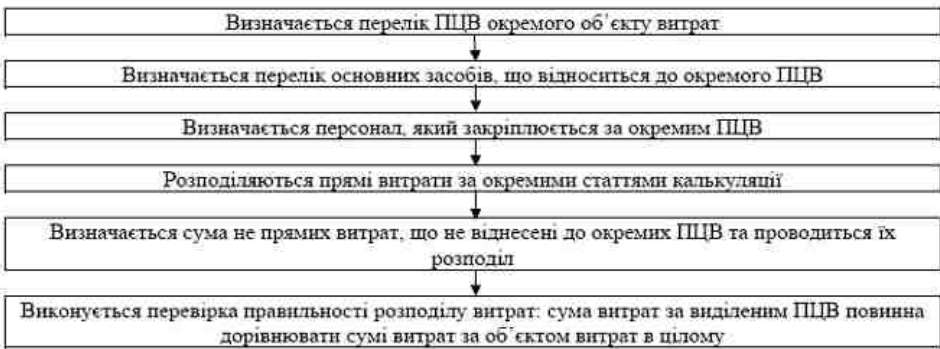 Визначається перелік ПЦВ окремого об’єкту витрат
Визначається перелік основних засобів, що відноситься до окремого ПЦВ
Визначається персонал, який закріплюється за окремим ПЦВ
Розподіляються прямі витрати за окремими статтями калькуляції
Визначається сума не прямих витрат, що не віднесені до окремих ПЦВ та проводиться їх
розподіл
Виконується перевірка правильності розподілу витрат: сума витрат за виділеним ПЦВ повинна
дорівнювати сумі витрат за об’єктом витрат в цілому